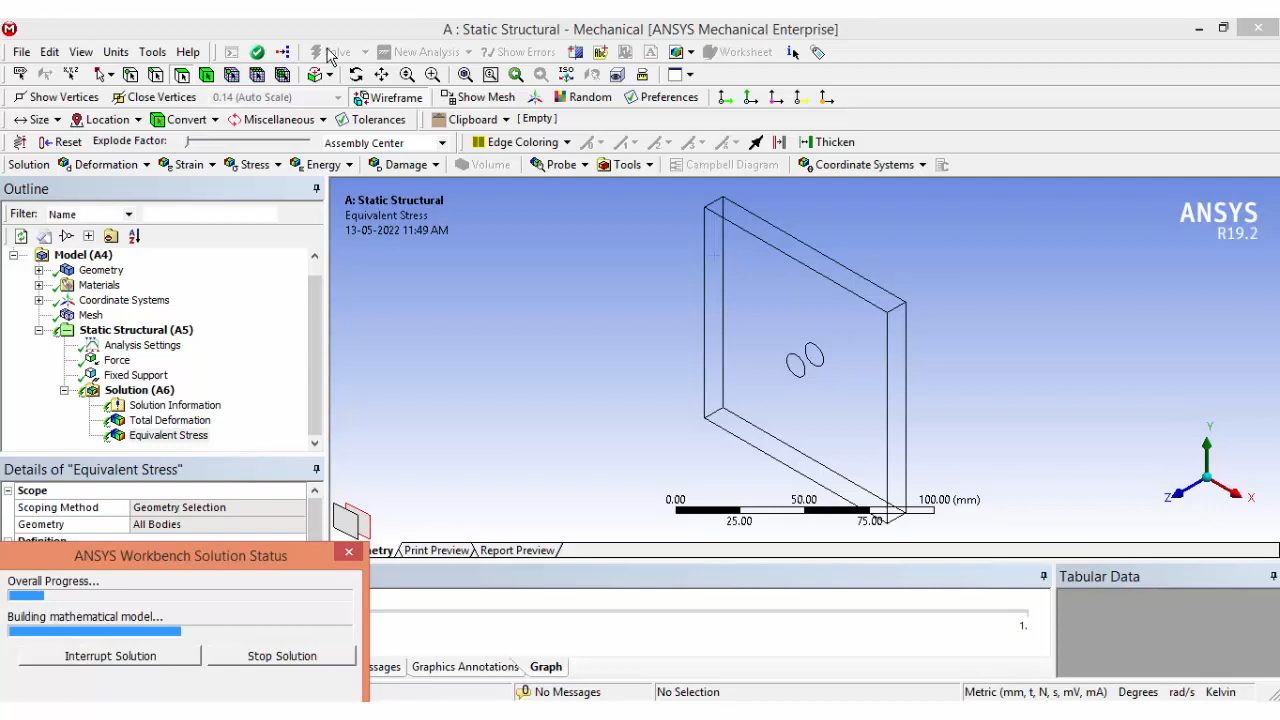 A : Static Structural - Mechanical [ANSYS Mechanical Enterprise]
File Edit View Units Tools Help Solve New Analysis Show Errors Worksheet
ISO
Show Vertices Close Vertices 0.14 (Auto Scale) Wireframe Show Mesh Random Preferences
Size Location Convert Miscellaneous Tolerances Clipboard [ Empty ]
Reset Explode Factor: Assembly Center Edge Coloring Thicken
Solution Deformation Strain Stress Energy Damage Volume Probe Tools Campbell Diagram Coordinate Systems
Outline
Filter: Name
Model (A4)
Geometry
Materials
Coordinate Systems
Mesh
Static Structural (A5)
Analysis Settings
Force
Fixed Support
Solution (A6)
Solution Information
Total Deformation
Equivalent Stress
Details of "Equivalent Stress"
Scope
Scoping Method Geometry Selection
Geometry All Bodies
ANSYS Workbench Solution Status
Overall Progress...
Building mathematical model...
Interrupt Solution Stop Solution
A: Static Structural
Equivalent Stress
13-05-2022 11:49 AM
ANSYS
R19.2
0.00 50.00 100.00 (mm)
25.00 75.00
Y
Z X
Print Preview Report Preview
Tabular Data
1.
Graphics Annotations Graph
0 No Messages No Selection Metric (mm, t, N, s, mV, mA) Degrees rad/s Kelvin